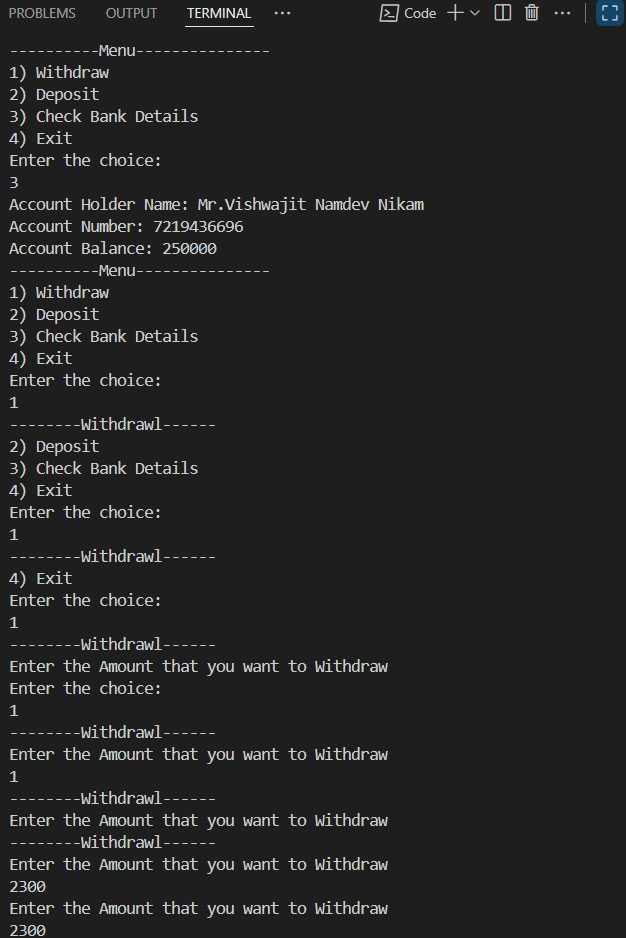 PROBLEMS OUTPUT TERMINAL ··· Code
----------Menu---------------
1) Withdraw
2) Deposit
3) Check Bank Details
4) Exit
Enter the choice:
3
Account Holder Name: Mr.Vishwajit Namdev Nikam
Account Number: 7219436696
Account Balance: 250000
----------Menu---------------
1) Withdraw
2) Deposit
3) Check Bank Details
4) Exit
Enter the choice:
1
--------Withdrawl------
2) Deposit
3) Check Bank Details
4) Exit
Enter the choice:
1
--------Withdrawl------
4) Exit
Enter the choice:
1
--------Withdrawl------
Enter the Amount that you want to Withdraw
Enter the choice:
1
--------Withdrawl------
Enter the Amount that you want to Withdraw
1
--------Withdrawl------
Enter the Amount that you want to Withdraw
--------Withdrawl------
Enter the Amount that you want to Withdraw
2300
Enter the Amount that you want to Withdraw
2300